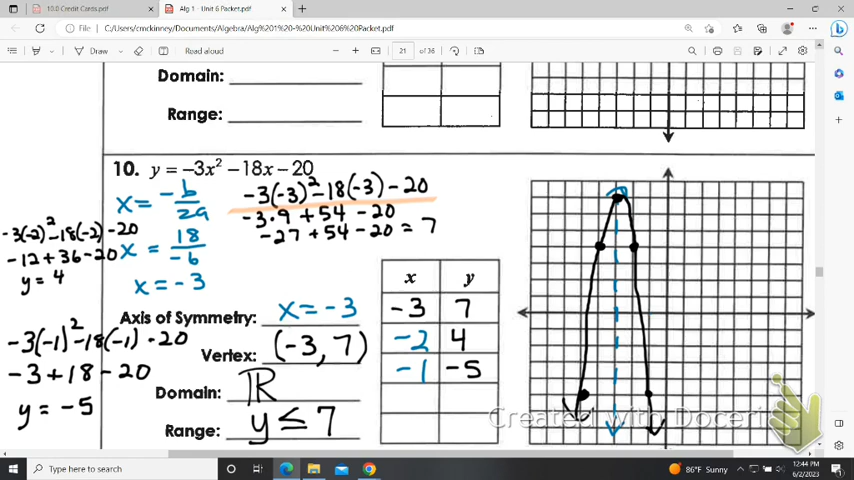 10.0 Credit Cards.pdf
Alg 1 - Unit 6 Packet.pdf
File
C:/Users/cmckinney/Documents/Algebra/Alg%201%20-%20Unit%206%20Packet.pdf
Draw
Read aloud
21 of 36
Domain:
Range:
10. y = -3x² -18x - 20
x = -b/2a
x = 18/-6
x = -3
-3(-3)² -18(-3) - 20
-3·9 + 54 - 20
-27 + 54 - 20 = 7
-3(-2)² -18(-2) -20
-12 + 36 - 20
y = 4
-3(-1)² -18(-1) -20
-3 + 18 - 20
y = -5
Axis of Symmetry: x = -3
Vertex: (-3, 7)
Domain: ℝ
Range: y ≤ 7
x y
-3 7
-2 4
-1 -5
Created with Doceri
Type here to search
86°F Sunny
12:44 PM
6/2/2023